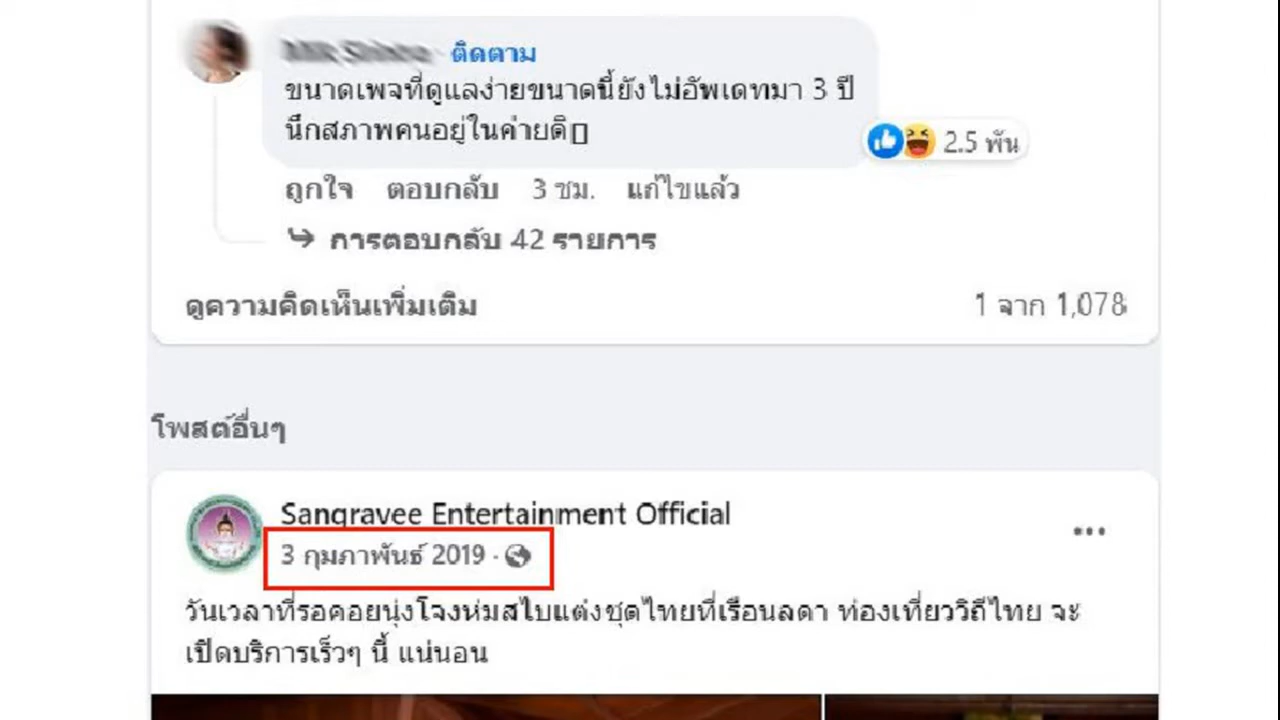 ติดตาม
ขนาดเพจที่ดูแลง่ายขนาดนี้ยังไม่อัพเดทมา 3 ปี
นึกสภาพคนอยู่ในค่ายดิ
2.5 พัน
ถูกใจ ตอบกลับ 3 ชม. แก้ไขแล้ว
การตอบกลับ 42 รายการ
ดูความคิดเห็นเพิ่มเติม 1 จาก 1,078
โพสต์อื่นๆ
Sangravee Entertainment Official
3 กุมภาพันธ์ 2019 ·
วันเวลาที่รอคอยนุ่งโจงห่มสไบแต่งชุดไทยที่เรือนลดา ท่องเที่ยววิถีไทย จะ
เปิดบริการเร็วๆ นี้ แน่นอน